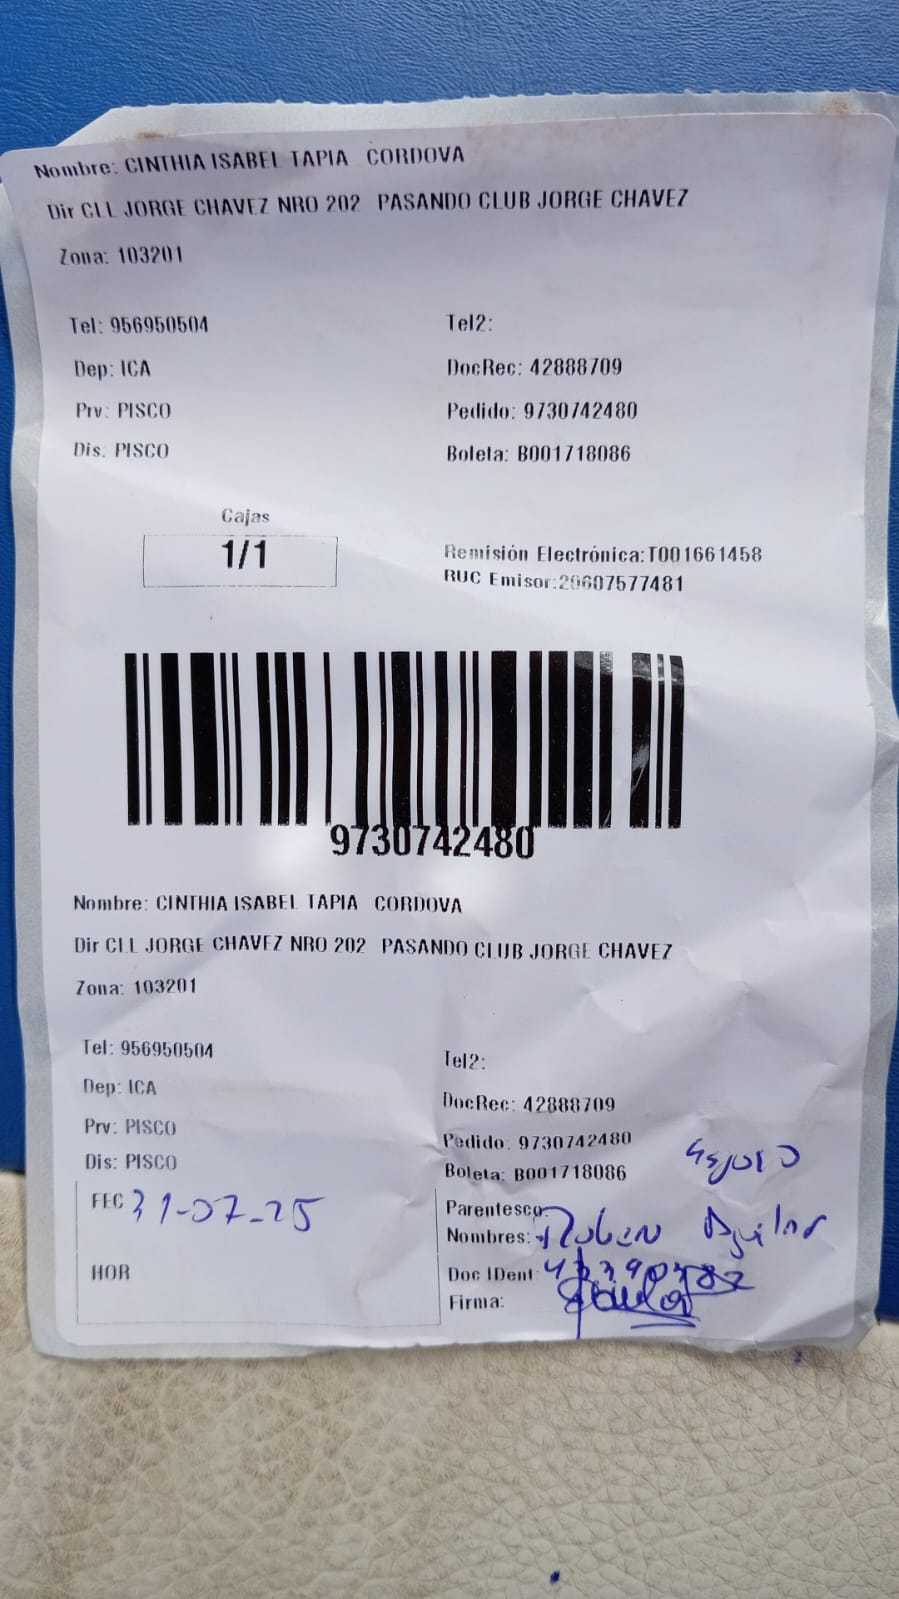 Nombre: CINTHIA ISABEL TAPIA CORDOVA
Dir CLL JORGE CHAVEZ NRO 202 PASANDO CLUB JORGE CHAVEZ
Zona: 103201
Tel: 956950504 Tel2:
Dep: ICA DocRec: 42888709
Prv: PISCO Pedido: 9730742480
Dis: PISCO Boleta: B001718086
Cajas
1/1
Remisión Electrónica:T001661458
RUC Emisor:20607577481
9730742480
Nombre: CINTHIA ISABEL TAPIA CORDOVA
Dir CLL JORGE CHAVEZ NRO 202 PASANDO CLUB JORGE CHAVEZ
Zona: 103201
Tel: 956950504 Tel2:
Dep: ICA DocRec: 42888709
Prv: PISCO Pedido: 9730742480
Dis: PISCO Boleta: B001718086
FEC 31-07-25 Parentesco:
Nombres: Ruben Aguilar
HOR Doc IDent
Firma: